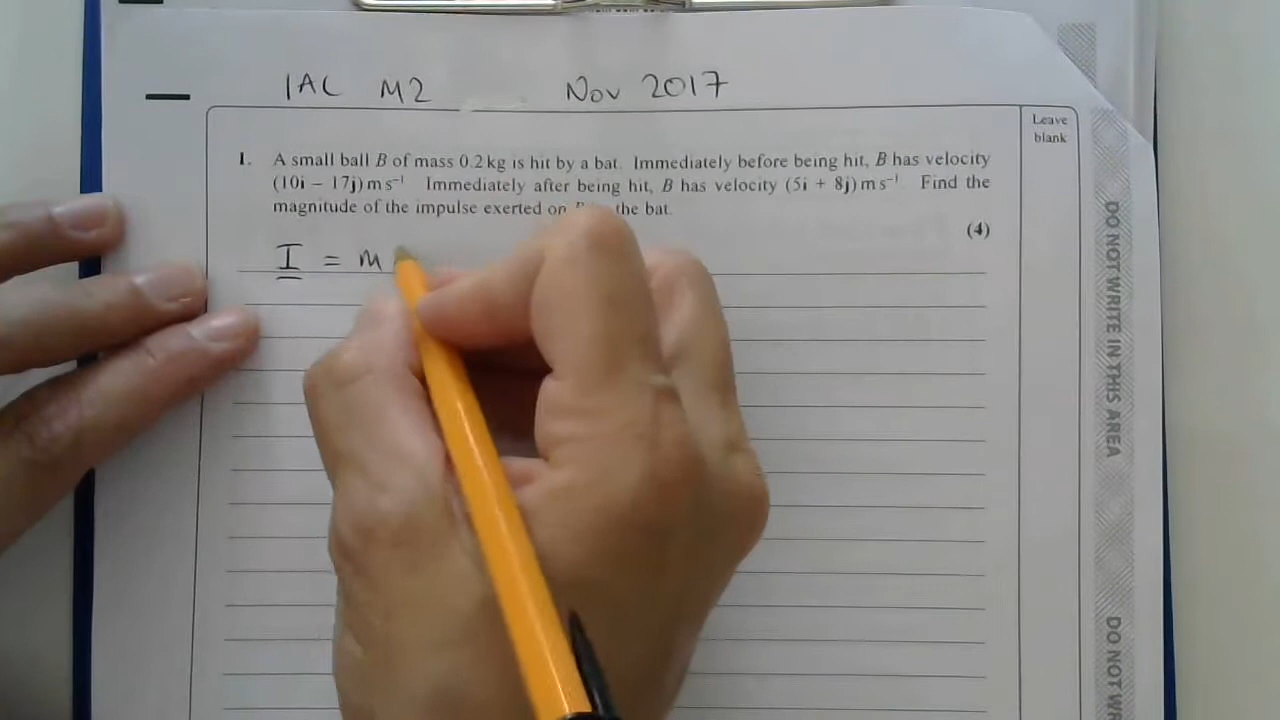 IAL M2 Nov 2017
Leave
blank
1. A small ball B of mass 0.2 kg is hit by a bat. Immediately before being hit, B has velocity
(10i − 17j) m s⁻¹ Immediately after being hit, B has velocity (5i + 8j) m s⁻¹ Find the
magnitude of the impulse exerted on the bat.
(4)
I = m
DO NOT WRITE IN THIS AREA
DO NOT